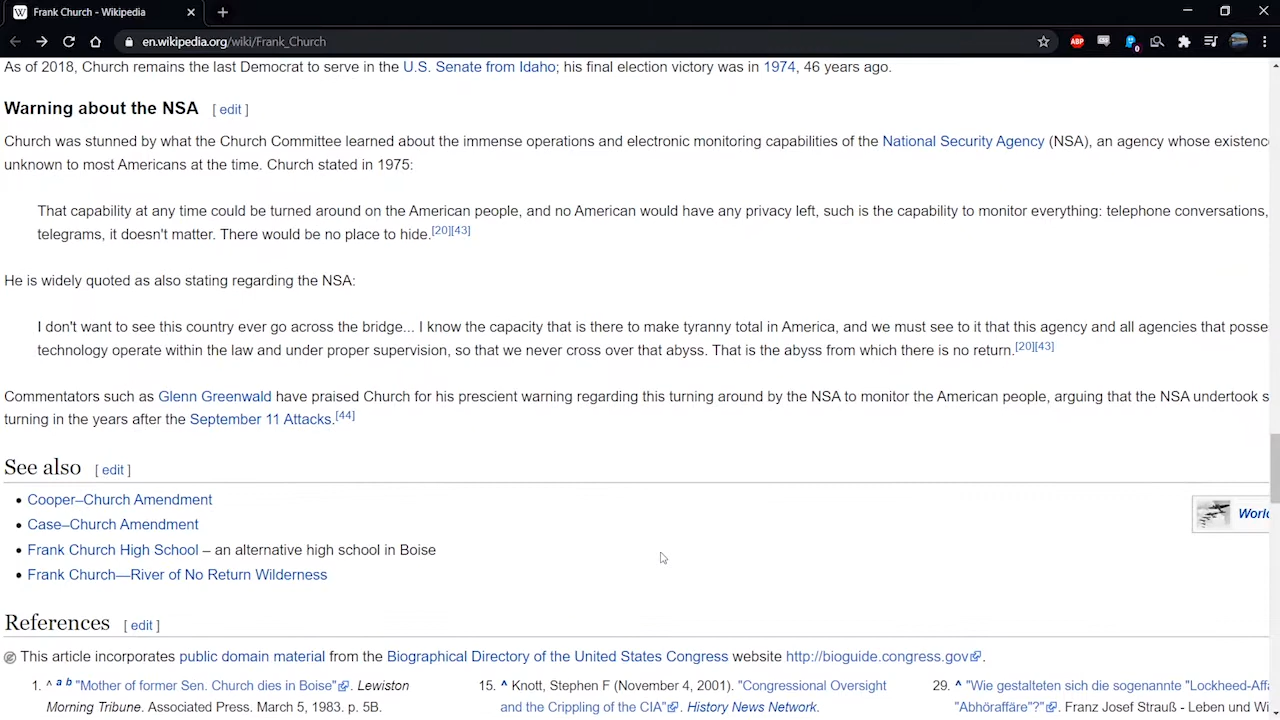 Frank Church - Wikipedia
en.wikipedia.org/wiki/Frank_Church
ABP
0
As of 2018, Church remains the last Democrat to serve in the U.S. Senate from Idaho; his final election victory was in 1974, 46 years ago.
Warning about the NSA [ edit ]
Church was stunned by what the Church Committee learned about the immense operations and electronic monitoring capabilities of the National Security Agency (NSA), an agency whose existenc
unknown to most Americans at the time. Church stated in 1975:
That capability at any time could be turned around on the American people, and no American would have any privacy left, such is the capability to monitor everything: telephone conversations,
telegrams, it doesn't matter. There would be no place to hide.[20][43]
He is widely quoted as also stating regarding the NSA:
I don't want to see this country ever go across the bridge... I know the capacity that is there to make tyranny total in America, and we must see to it that this agency and all agencies that posse
technology operate within the law and under proper supervision, so that we never cross over that abyss. That is the abyss from which there is no return.[20][43]
Commentators such as Glenn Greenwald have praised Church for his prescient warning regarding this turning around by the NSA to monitor the American people, arguing that the NSA undertook s
turning in the years after the September 11 Attacks.[44]
See also [ edit ]
• Cooper–Church Amendment
• Case–Church Amendment
• Frank Church High School – an alternative high school in Boise
• Frank Church—River of No Return Wilderness
Worl
References [ edit ]
This article incorporates public domain material from the Biographical Directory of the United States Congress website http://bioguide.congress.gov.
1. ^ a b "Mother of former Sen. Church dies in Boise". Lewiston
Morning Tribune. Associated Press. March 5, 1983. p. 5B.
15. ^ Knott, Stephen F (November 4, 2001). "Congressional Oversight
and the Crippling of the CIA". History News Network.
29. ^ "Wie gestalteten sich die sogenannte "Lockheed-Affä
"Abhöraffäre"?". Franz Josef Strauß - Leben und Wi